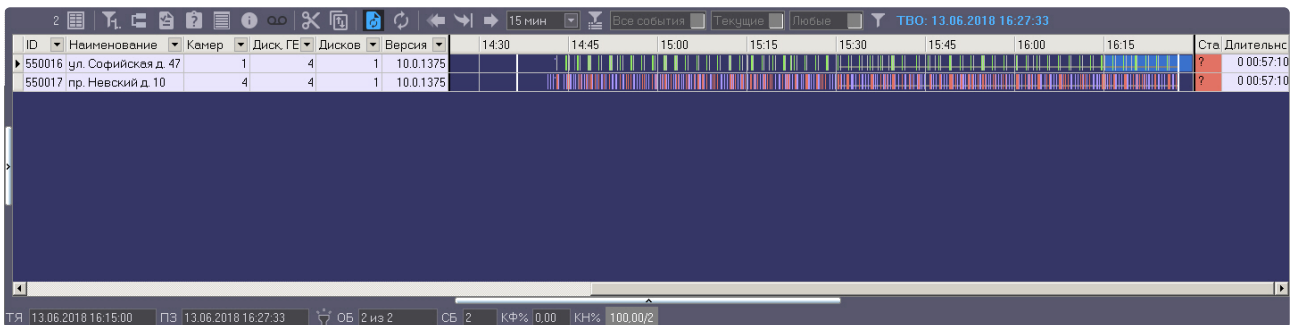 2 15 мин Все события Текущие Любые ТВО: 13.06.2018 16:27:33
ID Наименование Камер Диск, ГБ Дисков Версия 14:30 14:45 15:00 15:15 15:30 15:45 16:00 16:15 Ста Длительнс
550016 ул. Софийская д. 47 1 4 1 10.0.1375 ? 0 00:57:10
550017 пр. Невский д. 10 4 4 1 10.0.1375 ? 0 00:57:10
ТЯ 13.06.2018 16:15:00 ПЗ 13.06.2018 16:27:33 ОБ 2 из 2 СБ 2 КФ% 0,00 КН% 100,00/2